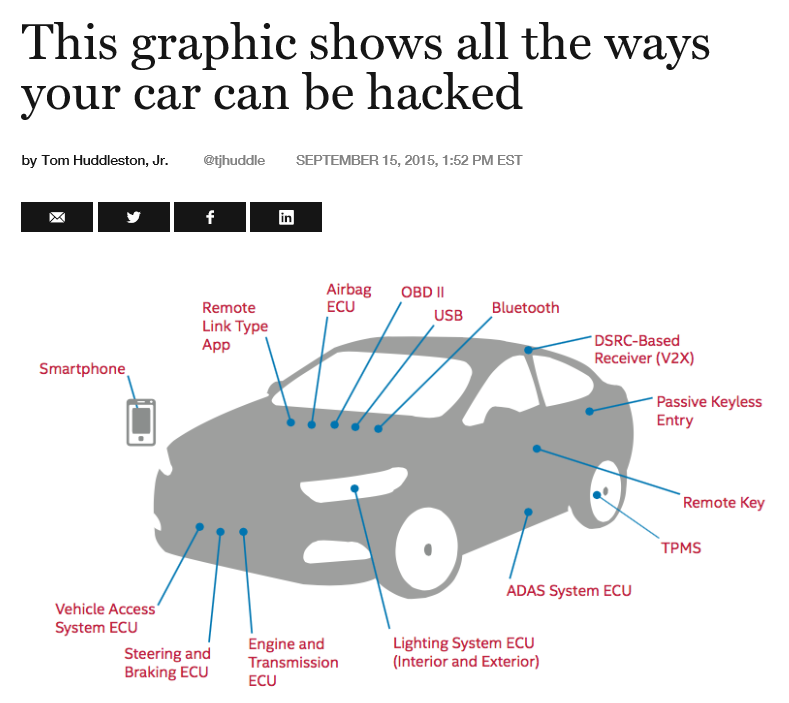 This graphic shows all the ways
your car can be hacked
by Tom Huddleston, Jr. @tjhuddle SEPTEMBER 15, 2015, 1:52 PM EST
f
in
Airbag
ECU
OBD II
Remote
Link Type
App
USB
Bluetooth
DSRC-Based
Receiver (V2X)
Smartphone
Passive Keyless
Entry
Remote Key
TPMS
ADAS System ECU
Vehicle Access
System ECU
Steering and
Braking ECU
Engine and
Transmission
ECU
Lighting System ECU
(Interior and Exterior)